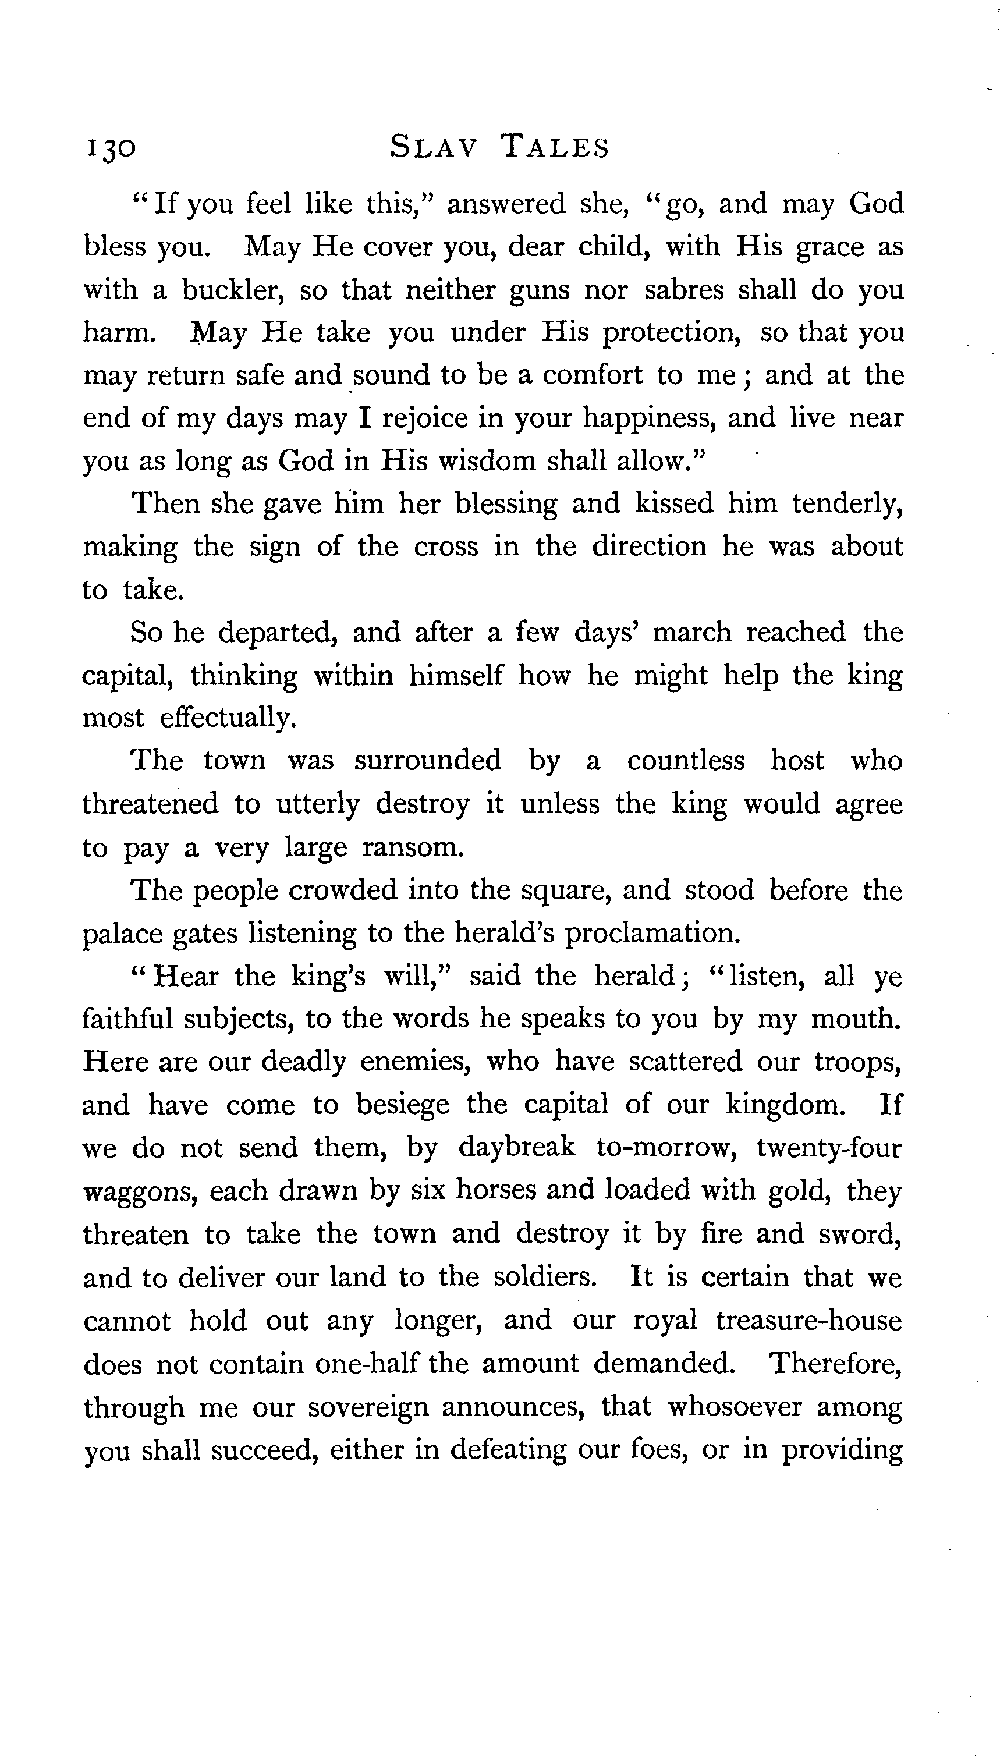 130 SLAV TALES
“If you feel like this,” answered she, “go, and may God
bless you. May He cover you, dear child, with His grace as
with a buckler, so that neither guns nor sabres shall do you
harm. May He take you under His protection, so that you
may return safe and sound to be a comfort to me; and at the
end of my days may I rejoice in your happiness, and live near
you as long as God in His wisdom shall allow.”
Then she gave him her blessing and kissed him tenderly,
making the sign of the cross in the direction he was about
to take.
So he departed, and after a few days’ march reached the
capital, thinking within himself how he might help the king
most effectually.
The town was surrounded by a countless host who
threatened to utterly destroy it unless the king would agree
to pay a very large ransom.
The people crowded into the square, and stood before the
palace gates listening to the herald’s proclamation.
“Hear the king’s will,” said the herald; “listen, all ye
faithful subjects, to the words he speaks to you by my mouth.
Here are our deadly enemies, who have scattered our troops,
and have come to besiege the capital of our kingdom. If
we do not send them, by daybreak to-morrow, twenty-four
waggons, each drawn by six horses and loaded with gold, they
threaten to take the town and destroy it by fire and sword,
and to deliver our land to the soldiers. It is certain that we
cannot hold out any longer, and our royal treasure-house
does not contain one-half the amount demanded. Therefore,
through me our sovereign announces, that whosoever among
you shall succeed, either in defeating our foes, or in providing